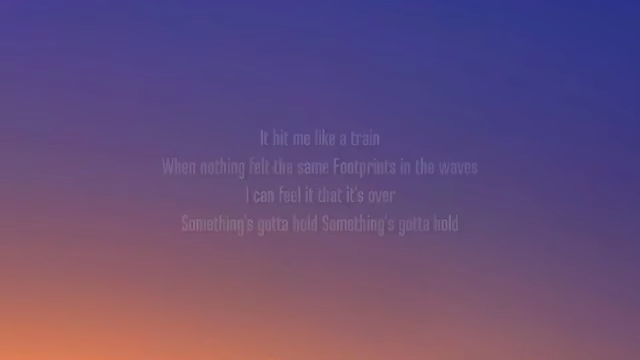 It hit me like a train
When nothing felt the same Footprints in the waves
I can feel it that it's over
Something's gotta hold Something's gotta hold